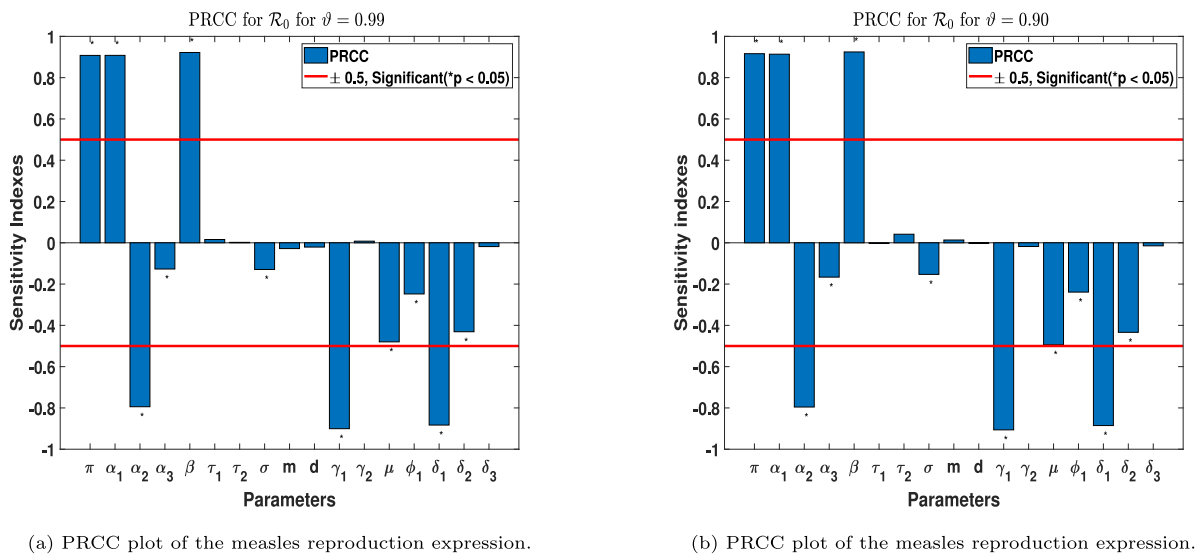 PRCC for R₀ for ϑ = 0.99
1
0.8
0.6
0.4
0.2
0
-0.2
-0.4
-0.6
-0.8
-1
Sensitivity Indexes
PRCC
± 0.5, Significant(*p < 0.05)
* * * * * * * * * * *
π α₁ α₂ α₃ β τ₁ τ₂ σ m d γ₁ γ₂ μ ϕ₁ δ₁ δ₂ δ₃
Parameters
(a) PRCC plot of the measles reproduction expression.
PRCC for R₀ for ϑ = 0.90
1
0.8
0.6
0.4
0.2
0
-0.2
-0.4
-0.6
-0.8
-1
Sensitivity indexes
PRCC
± 0.5, Significant(*p < 0.05)
* * * * * * * * * * *
π α₁ α₂ α₃ β τ₁ τ₂ σ m d γ₁ γ₂ μ ϕ₁ δ₁ δ₂ δ₃
Parameters
(b) PRCC plot of the measles reproduction expression.